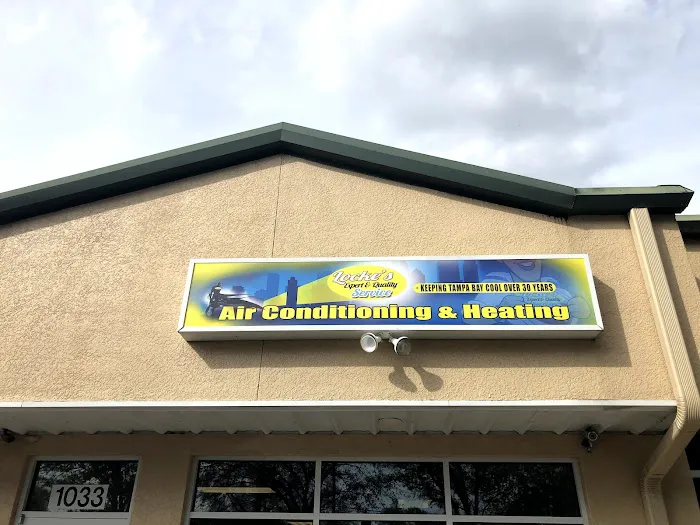 Locke's
Expert & Quality
Service
KEEPING TAMPA BAY COOL OVER 30 YEARS
Air Conditioning & Heating
1033